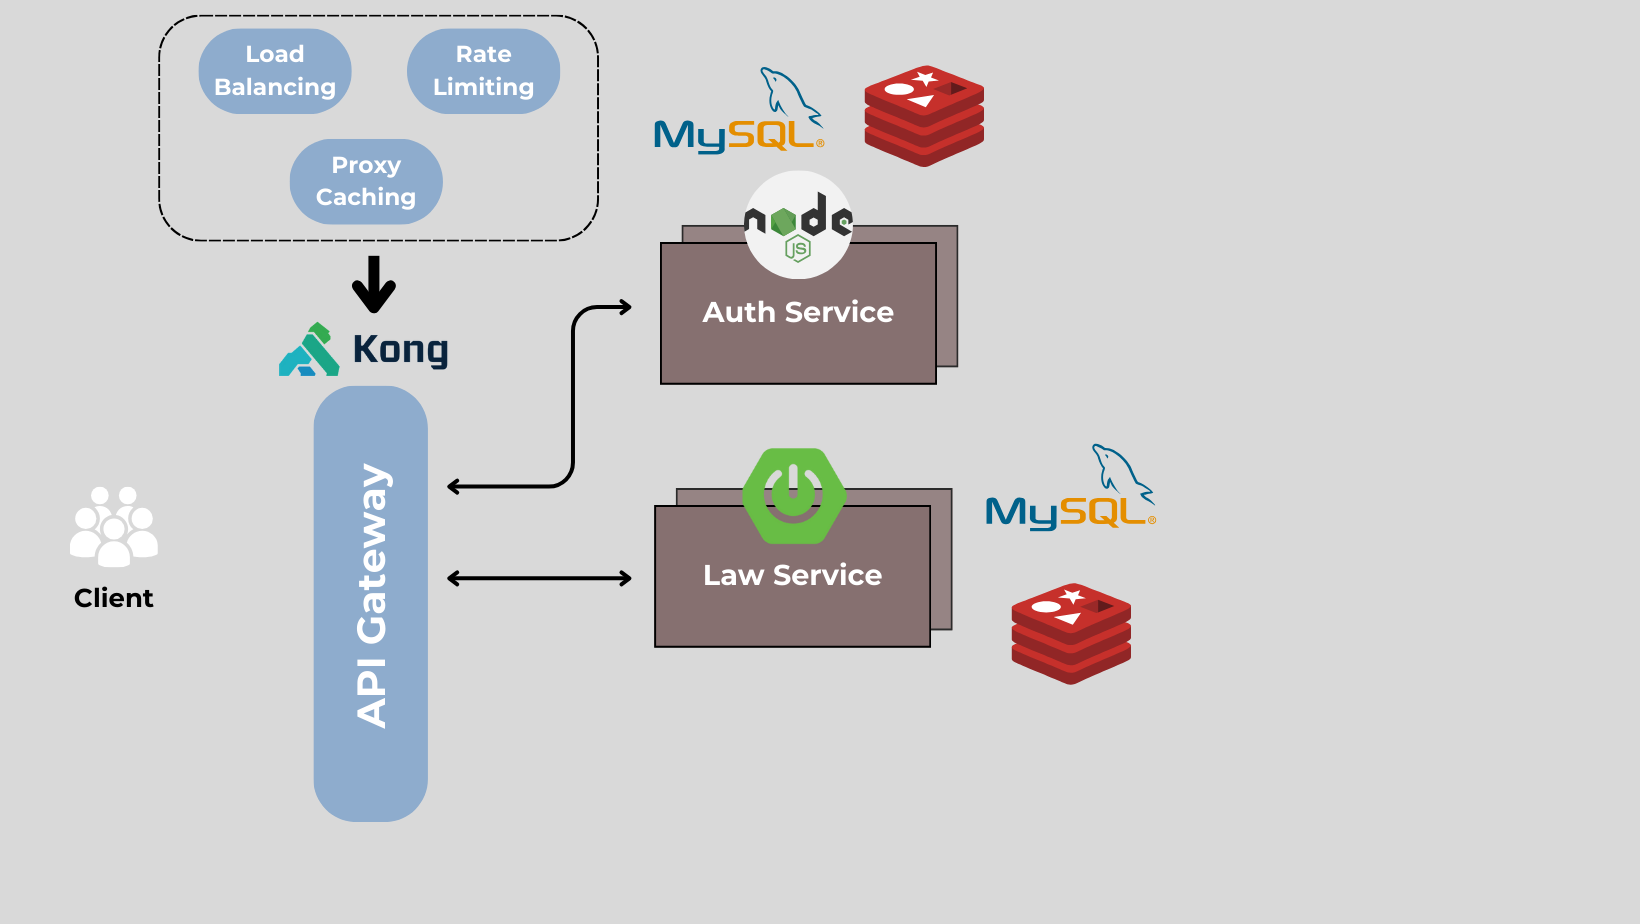 Load
Balancing
Rate
Limiting
Proxy
Caching
MySQL®
node
JS
Kong
Auth Service
API Gateway
Client
Law Service
MySQL®